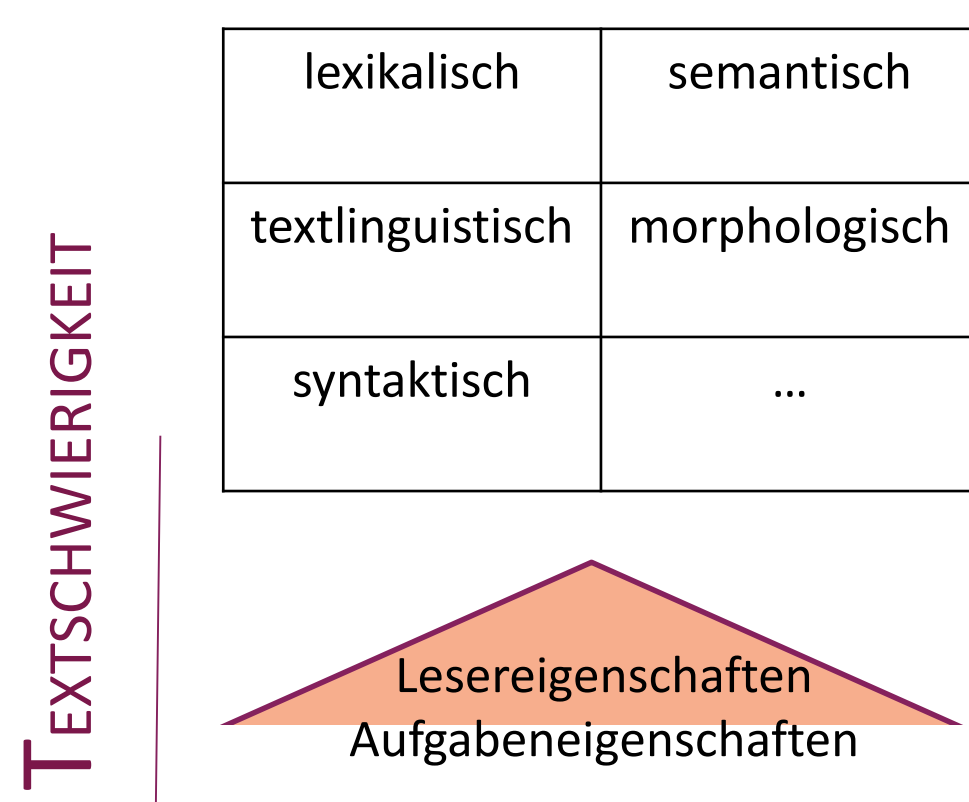 TEXTSCHWIERIGKEIT
lexikalisch semantisch
textlinguistisch morphologisch
syntaktisch ...
Lesereigenschaften
Aufgabeneigenschaften